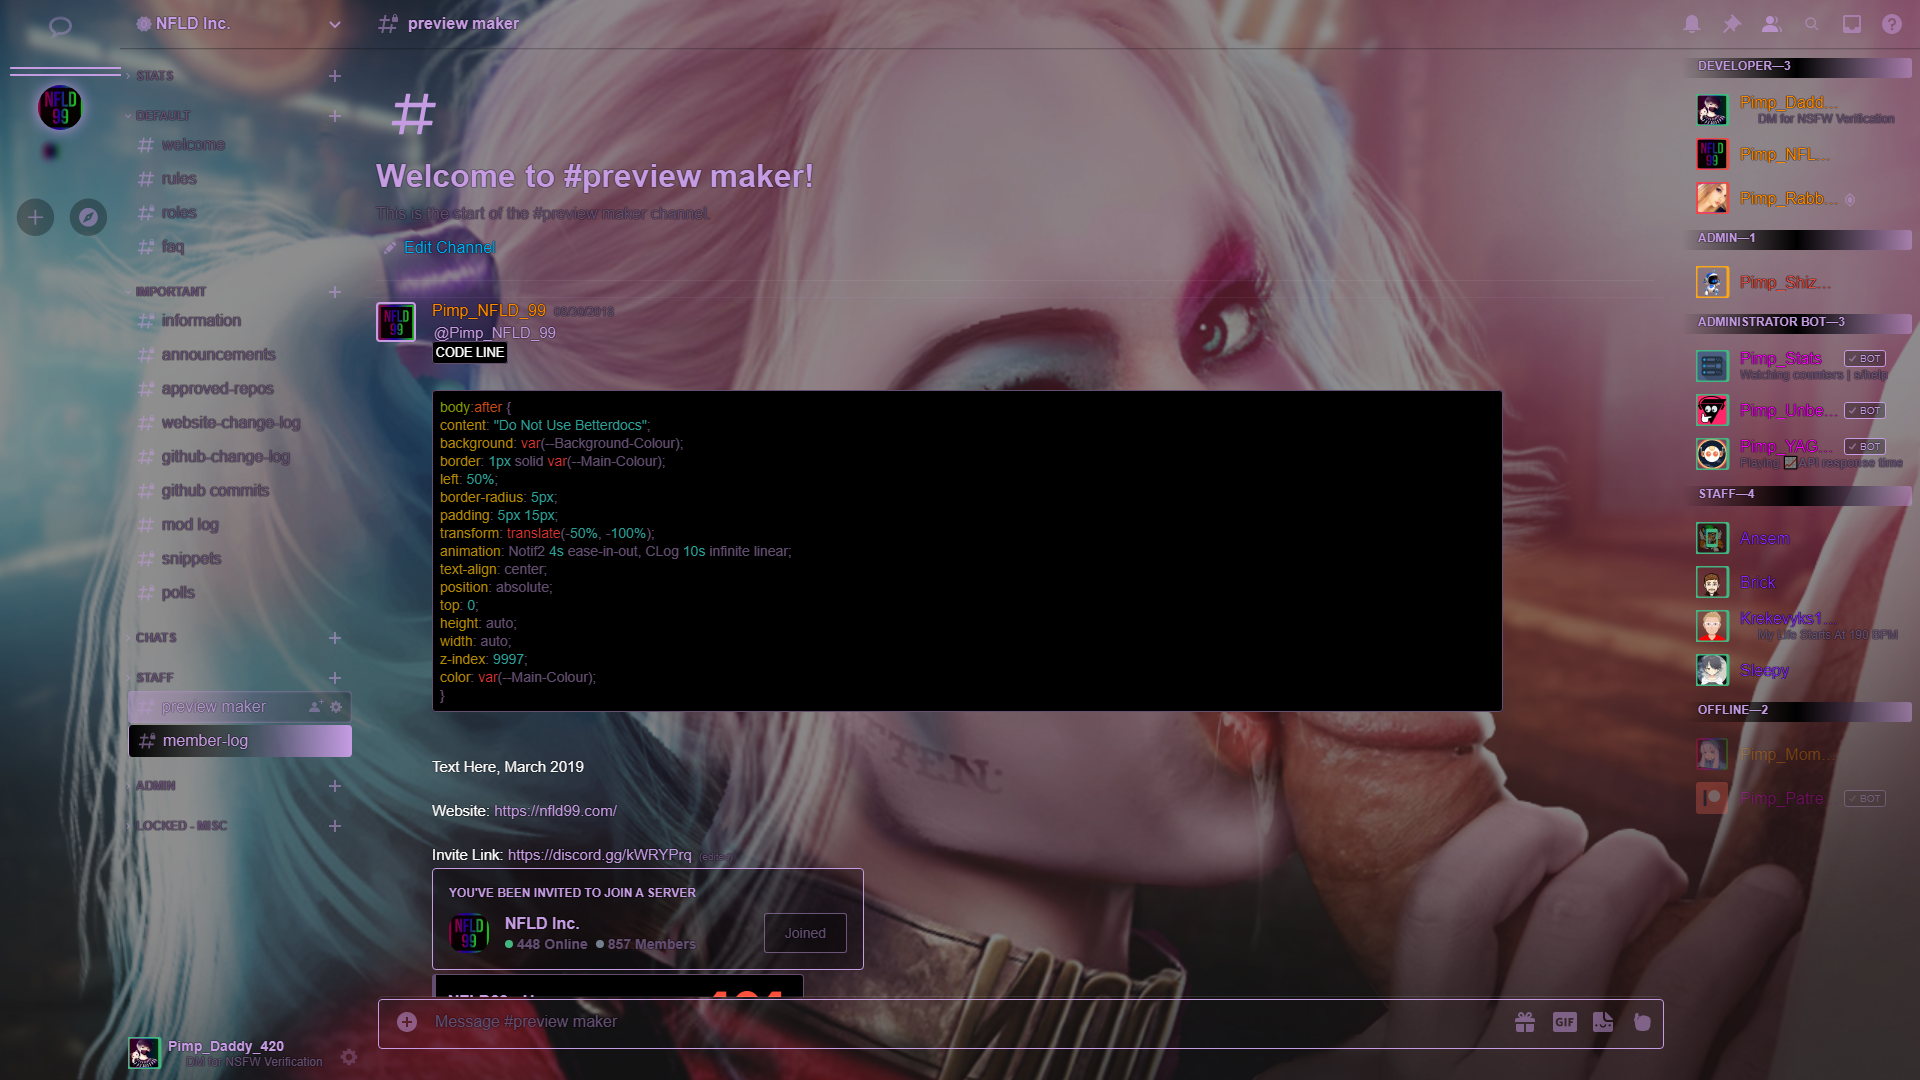 NFLD Inc.
preview maker
STATS
DEFAULT
welcome
rules
roles
faq
IMPORTANT
information
announcements
approved-repos
website-change-log
github-change-log
github commits
mod log
snippets
polls
CHATS
STAFF
preview maker
member-log
ADMIN
LOCKED - MISC
Pimp_Daddy_420
DM for NSFW Verification
Welcome to #preview maker!
This is the start of the #preview maker channel.
Edit Channel
Pimp_NFLD_99 08/30/2018
@Pimp_NFLD_99
CODE LINE
body:after {
content: "Do Not Use Betterdocs";
background: var(--Background-Colour);
border: 1px solid var(--Main-Colour);
left: 50%;
border-radius: 5px;
padding: 5px 15px;
transform: translate(-50%, -100%);
animation: Notif2 4s ease-in-out, CLog 10s infinite linear;
text-align: center;
position: absolute;
top: 0;
height: auto;
width: auto;
z-index: 9997;
color: var(--Main-Colour);
}
Text Here, March 2019
Website: https://nfld99.com/
Invite Link: https://discord.gg/kWRYPrq (edited)
YOU'VE BEEN INVITED TO JOIN A SERVER
NFLD 99
NFLD Inc.
448 Online 857 Members
Joined
Message #preview maker
GIF
DEVELOPER—3
Pimp_Dadd...
DM for NSFW Verification
Pimp_NFL...
Pimp_Rabb...
ADMIN—1
Pimp_Shiz...
ADMINISTRATOR BOT—3
Pimp_Stats BOT
Watching counters | s/help
Pimp_Unbe... BOT
Pimp_YAG... BOT
Playing API response time
STAFF—4
Ansem
Brick
Krekevyks1...
My Life Starts At 190 BPM
Sleepy
OFFLINE—2
Pimp_Mom...
Pimp_Patre... BOT